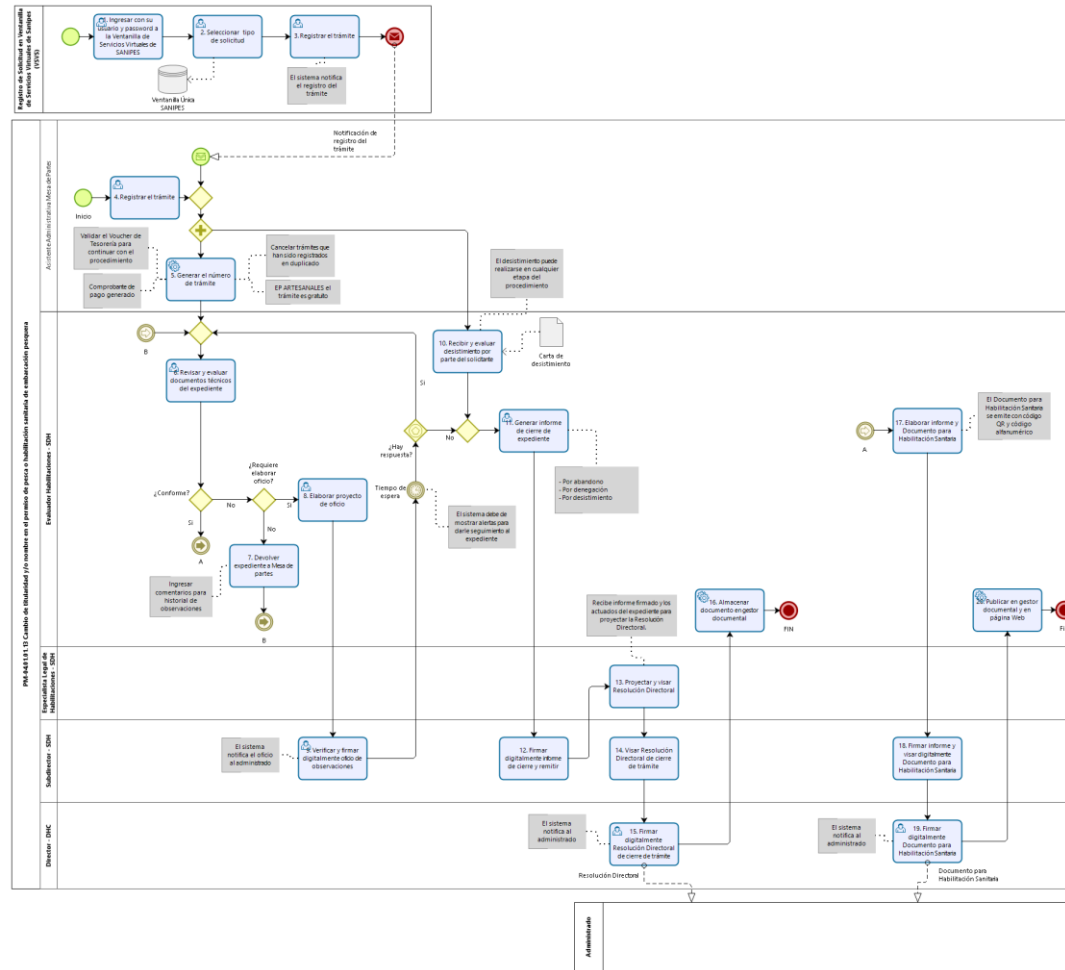 Registro de Solicitud en Ventanilla
de Servicios Virtuales de Sanipes
(VSVS)
1. Ingresar con su
usuario y password a
la Ventanilla de
Servicios Virtuales de
SANIPES
2. Seleccionar tipo
de solicitud
3. Registrar el trámite
Ventanilla Única
SANIPES
El sistema notifica
el registro del
trámite
PM-04.01.01.13 Cambio de titularidad y/o nombre en el permiso de pesca o habilitación sanitaria de embarcación pesquera
Asistente Administrativa Mesa de Partes
Notificación de
registro del
trámite
Inicio
4. Registrar el trámite
Validar el Voucher de
Tesorería para
continuar con el
procedimiento
Comprobante de
pago generado
5. Generar el número
de trámite
Cancelar trámites que
han sido registrados
en duplicado
EP ARTESANALES el
trámite es gratuito
El desistimiento puede
realizarse en cualquier
etapa del
procedimiento
Evaluador Habilitaciones - SDH
B
6. Revisar y evaluar
documentos técnicos
del expediente
10. Recibir y evaluar
desistimiento por
parte del solicitante
Carta de
desistimiento
Si
¿Hay
respuesta?
No
11. Generar informe
de cierre de
expediente
- Por abandono
- Por denegación
- Por desistimiento
A
17. Elaborar informe y
Documento para
Habilitación Sanitaria
El Documento para
Habilitación Sanitaria
se emite con código
QR y código
alfanumérico
¿Conforme?
Si
A
No
¿Requiere
elaborar
oficio?
Si
No
8. Elaborar proyecto
de oficio
Tiempo de
espera
El sistema debe de
mostrar alertas para
darle seguimiento al
expediente
7. Devolver
expediente a Mesa de
partes
Ingresar
comentarios para
historial de
observaciones
B
Recibe informe firmado y los
actuados del expediente para
proyectar la Resolución
Directoral.
16. Almacenar
documento en gestor
documental
FIN
20. Publicar en gestor
documental y en
página Web
Especialista Legal de
Habilitaciones - SDH
13. Proyectar y visar
Resolución Directoral
Subdirector - SDH
El sistema
notifica el oficio
al administrado
9. Verificar y firmar
digitalmente oficio de
observaciones
12. Firmar
digitalmente informe
de cierre y remitir
14. Visar Resolución
Directoral de cierre
de trámite
18. Firmar informe y
visar digitalmente
Documento para
Habilitación Sanitaria
Director - DHC
El sistema
notifica al
administrado
15. Firmar
digitalmente
Resolución Directoral
de cierre de trámite
Resolución Directoral
El sistema
notifica al
administrado
19. Firmar
digitalmente
Documento para
Habilitación Sanitaria
Documento para
Habilitación Sanitaria
Administrado